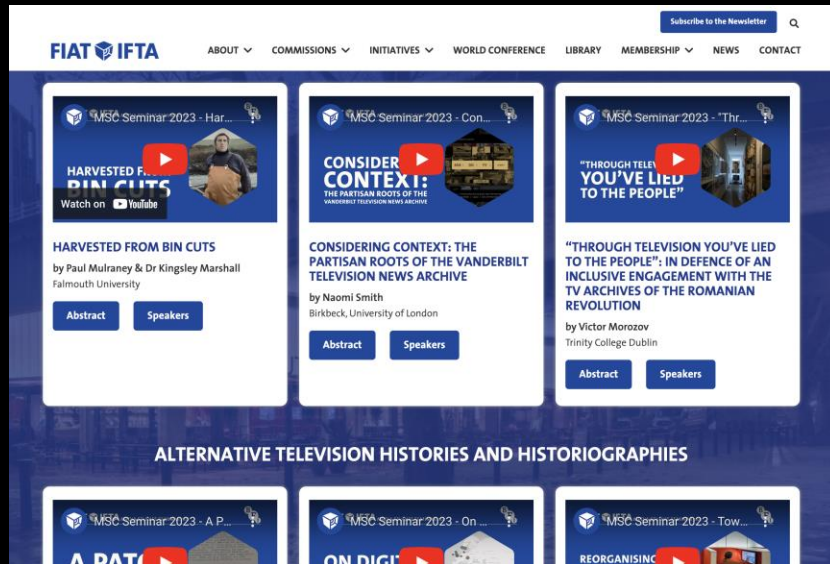 Subscribe to the Newsletter
FIAT IFTA
ABOUT COMMISSIONS INITIATIVES WORLD CONFERENCE LIBRARY MEMBERSHIP NEWS CONTACT
MSC Seminar 2023 - Har...
HARVESTED F
BIN CUTS
Watch on YouTube
HARVESTED FROM BIN CUTS
by Paul Mulraney & Dr Kingsley Marshall
Falmouth University
Abstract Speakers
MSC Seminar 2023 - Con...
CONSIDER
CONTEXT:
THE PARTISAN ROOTS OF THE
VANDERBILT TELEVISION NEWS ARCHIVE
CONSIDERING CONTEXT: THE
PARTISAN ROOTS OF THE VANDERBILT
TELEVISION NEWS ARCHIVE
by Naomi Smith
Birkbeck, University of London
Abstract Speakers
MSC Seminar 2023 - "Thr...
"THROUGH TELEV
YOU'VE LIED
TO THE PEOPLE"
“THROUGH TELEVISION YOU’VE LIED
TO THE PEOPLE”: IN DEFENCE OF AN
INCLUSIVE ENGAGEMENT WITH THE
TV ARCHIVES OF THE ROMANIAN
REVOLUTION
by Victor Morozov
Trinity College Dublin
Abstract Speakers
ALTERNATIVE TELEVISION HISTORIES AND HISTORIOGRAPHIES
MSC Seminar 2023 - A P...
A PATC
MSC Seminar 2023 - On ...
ON DIGIT
MSC Seminar 2023 - Tow...
REORGANISING